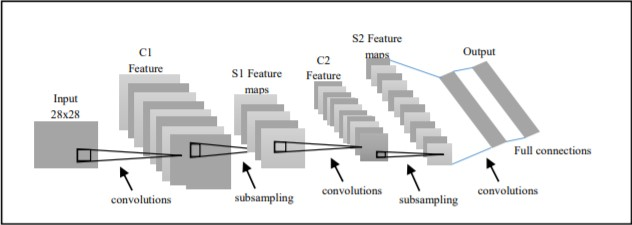 Input
28x28
C1
Feature
S1 Feature
maps
C2
Feature
S2 Feature
maps
Output
Full connections
convolutions
subsampling
convolutions
subsampling
convolutions